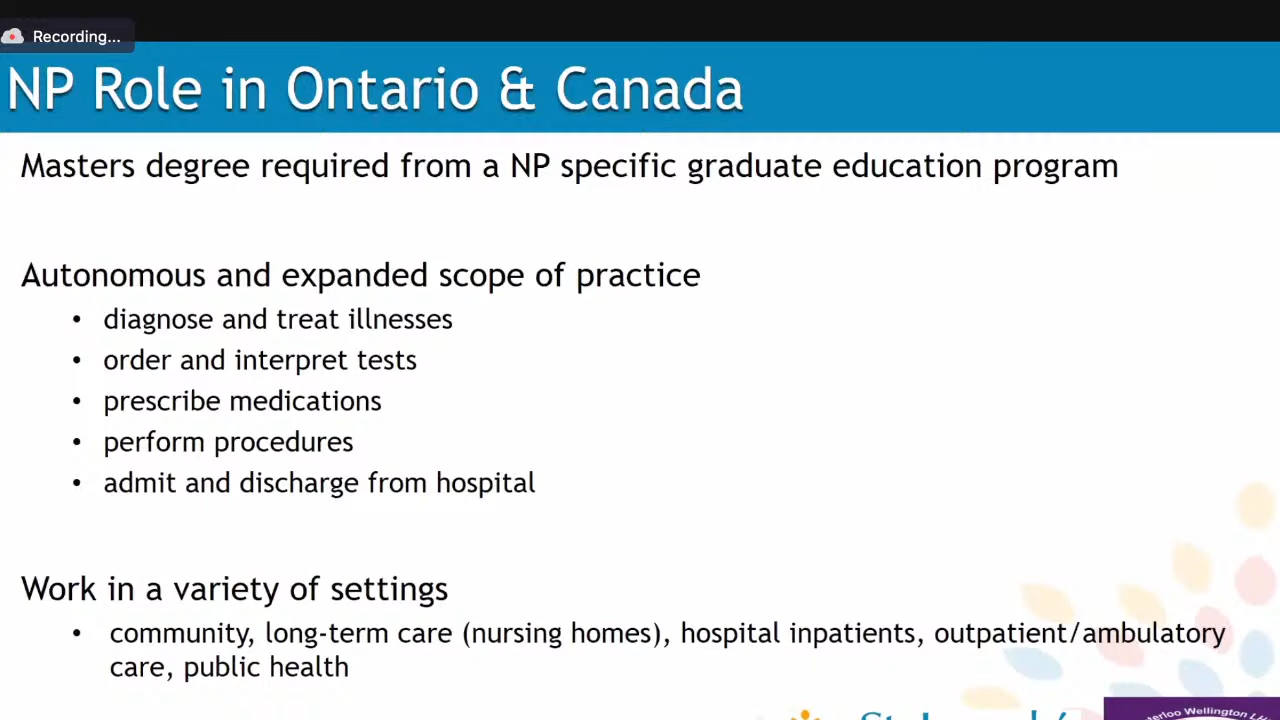 Recording...
NP Role in Ontario & Canada
Masters degree required from a NP specific graduate education program
Autonomous and expanded scope of practice
• diagnose and treat illnesses
• order and interpret tests
• prescribe medications
• perform procedures
• admit and discharge from hospital
Work in a variety of settings
• community, long-term care (nursing homes), hospital inpatients, outpatient/ambulatory
care, public health
Wellington